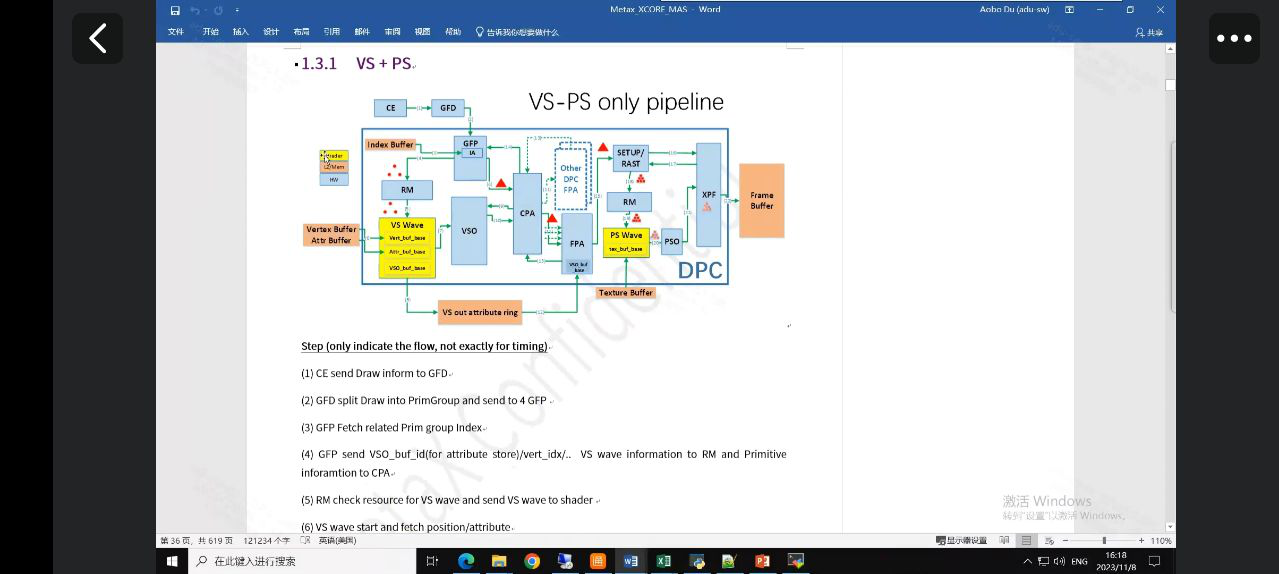 Metax_XCORE_MAS - Word
Aobo Du (adu-sw)
文件 开始 插入 设计 布局 引用 邮件 审阅 视图 帮助 告诉我你想要做什么 共享
1.3.1 VS + PS
VS-PS only pipeline
CE
GFD
Index Buffer
GFP
IA
HW
RM
Other
DPC
FPA
SETUP/
RAST
RM
XPF
Frame
Buffer
CPA
VSO
FPA
VSO_buf
base
Vertex Buffer
Attr Buffer
VS Wave
Vert_buf_base
Attr_buf_base
VSO_buf_base
PS Wave
tex_buf_base
PSO
DPC
Texture Buffer
VS out attribute ring
Step (only indicate the flow, not exactly for timing)
(1) CE send Draw inform to GFD
(2) GFD split Draw into PrimGroup and send to 4 GFP
(3) GFP Fetch related Prim group Index
(4) GFP send VSO_buf_id(for attribute store)/vert_idx/.. VS wave information to RM and Primitive
inforamtion to CPA
(5) RM check resource for VS wave and send VS wave to shader
(6) VS wave start and fetch position/attribute
激活 Windows
转到"设置"以激活 Windows。
第 36 页, 共 619 页 121234 个字 英语(美国) 显示器设置 110%
在此键入进行搜索
ENG
16:18
2023/11/8